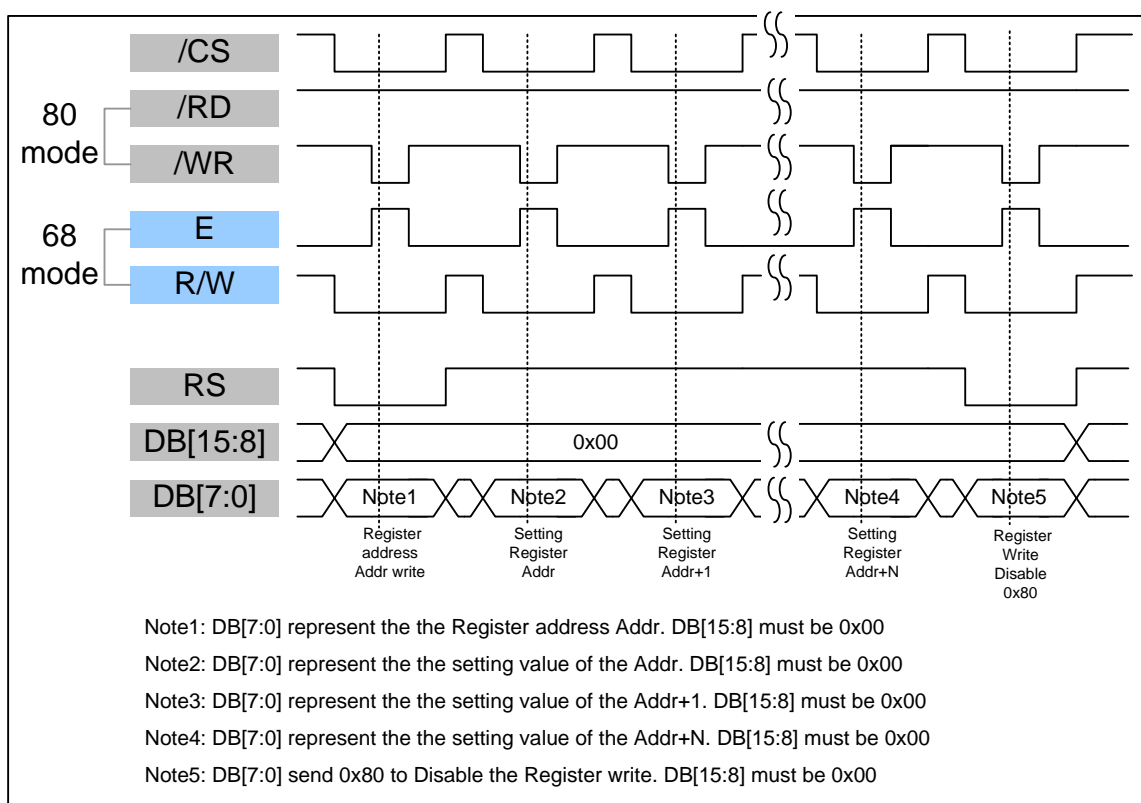 /CS
80 mode
/RD
/WR
68 mode
E
R/W
RS
DB[15:8]
0x00
DB[7:0]
Note1
Note2
Note3
Note4
Note5
Register
address
Addr write
Setting
Register
Addr
Setting
Register
Addr+1
Setting
Register
Addr+N
Register
Write
Disable
0x80
Note1: DB[7:0] represent the the Register address Addr. DB[15:8] must be 0x00
Note2: DB[7:0] represent the the setting value of the Addr. DB[15:8] must be 0x00
Note3: DB[7:0] represent the the setting value of the Addr+1. DB[15:8] must be 0x00
Note4: DB[7:0] represent the the setting value of the Addr+N. DB[15:8] must be 0x00
Note5: DB[7:0] send 0x80 to Disable the Register write. DB[15:8] must be 0x00